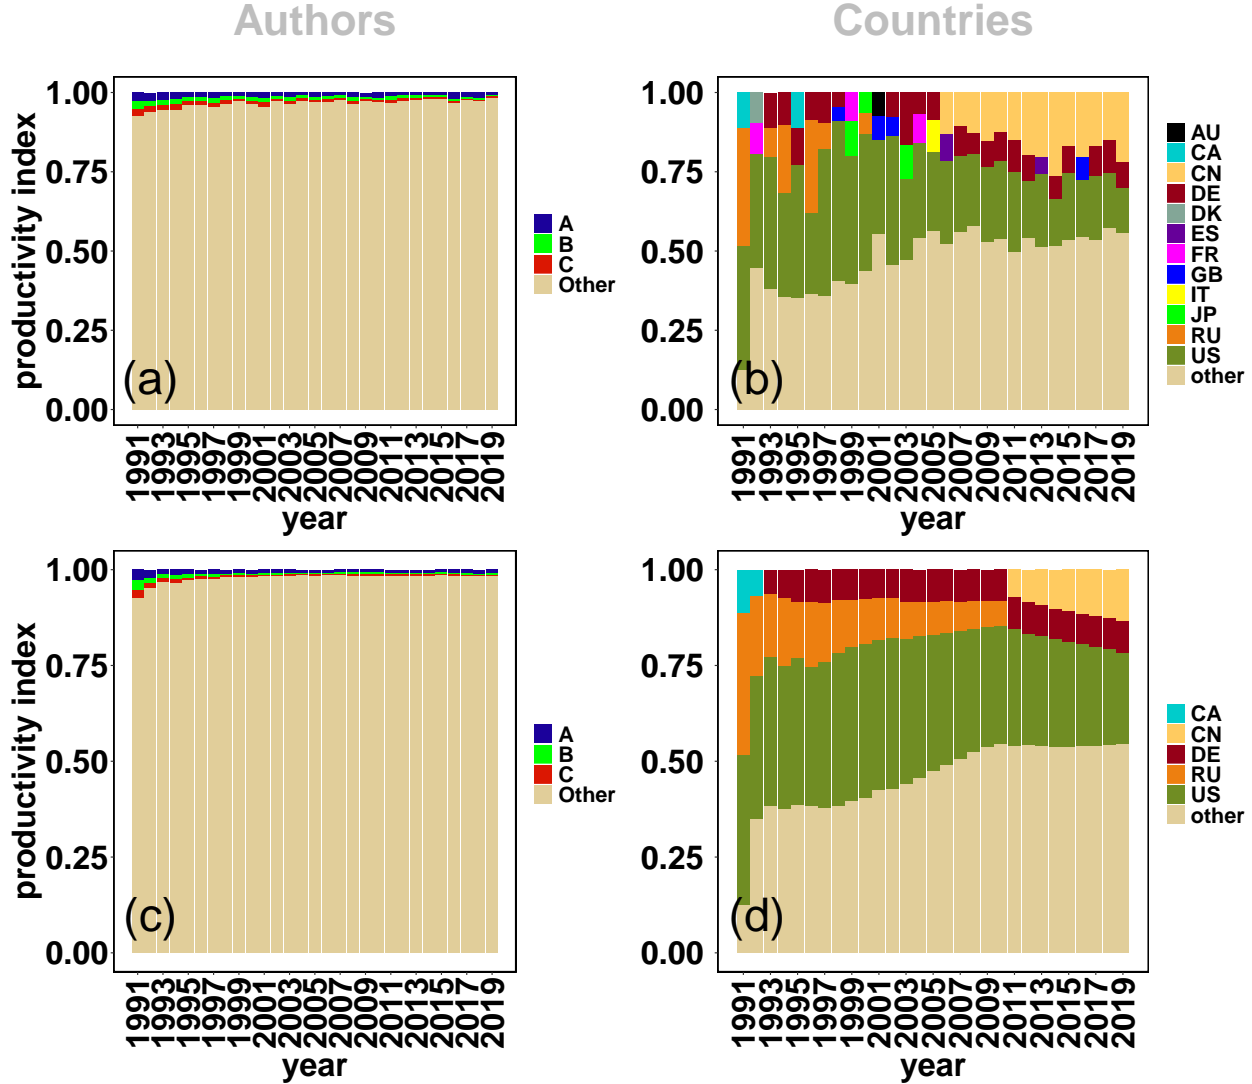 Authors
Countries
productivity index
1.00
0.75
0.50
0.25
0.00
(a)
1991
1993
1995
1997
1999
2001
2003
2005
2007
2009
2011
2013
2015
2017
2019
year
A
B
C
Other
1.00
0.75
0.50
0.25
0.00
(b)
1991
1993
1995
1997
1999
2001
2003
2005
2007
2009
2011
2013
2015
2017
2019
year
AU
CA
CN
DE
DK
ES
FR
GB
IT
JP
RU
US
other
productivity index
1.00
0.75
0.50
0.25
0.00
(c)
1991
1993
1995
1997
1999
2001
2003
2005
2007
2009
2011
2013
2015
2017
2019
year
A
B
C
Other
1.00
0.75
0.50
0.25
0.00
(d)
1991
1993
1995
1997
1999
2001
2003
2005
2007
2009
2011
2013
2015
2017
2019
year
CA
CN
DE
RU
US
other